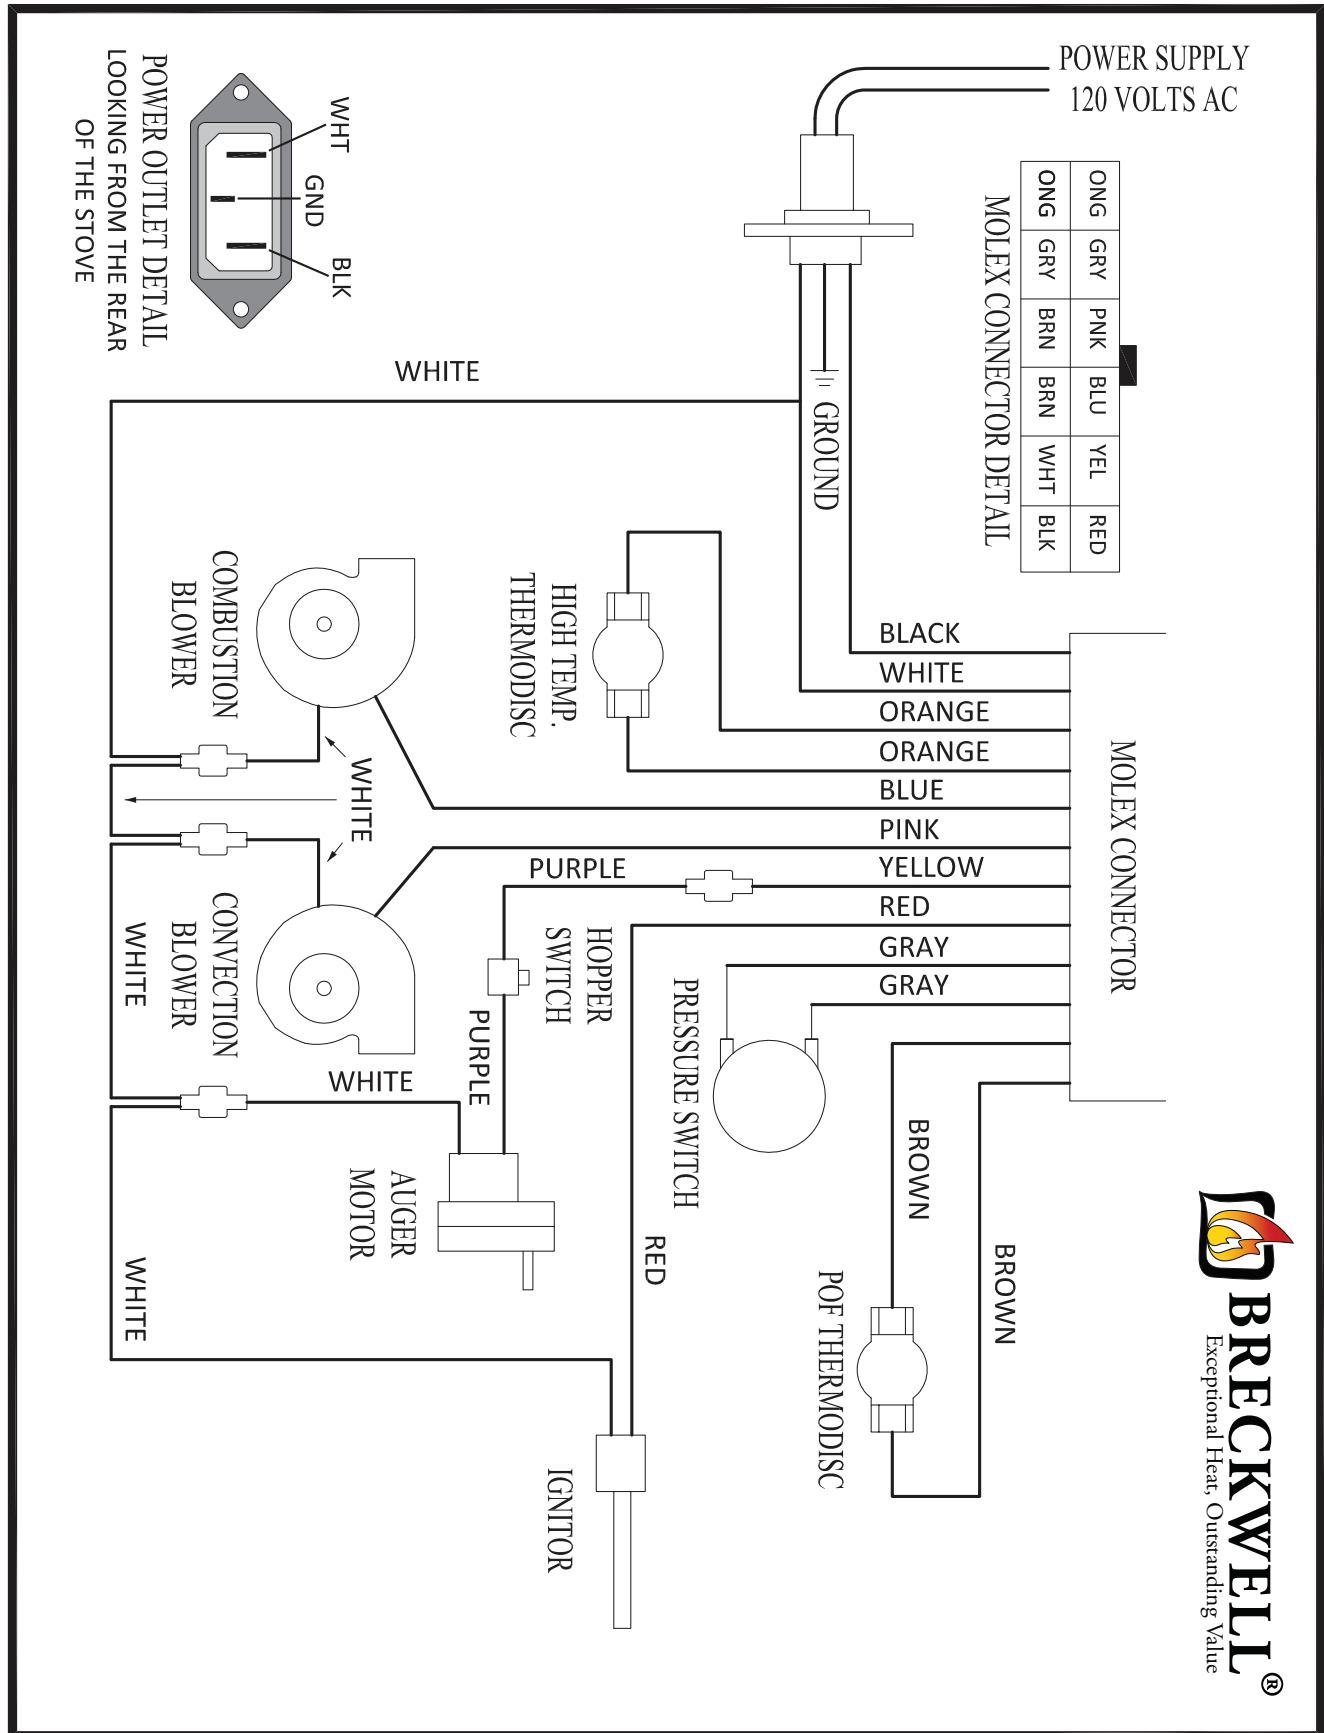 POWER SUPPLY
120 VOLTS AC
ONG GRY PNK BLU YEL RED
ONG GRY BRN BRN WHT BLK
MOLEX CONNECTOR DETAIL
WHT
GND
BLK
POWER OUTLET DETAIL
LOOKING FROM THE REAR
OF THE STOVE
WHITE
GROUND
BLACK
WHITE
ORANGE
ORANGE
BLUE
PINK
YELLOW
RED
GRAY
GRAY
MOLEX CONNECTOR
HIGH TEMP.
THERMODISC
COMBUSTION
BLOWER
WHITE
PURPLE
HOPPER
SWITCH
PURPLE
CONVECTION
BLOWER
WHITE
WHITE
PRESSURE SWITCH
BROWN
BROWN
AUGER
MOTOR
RED
WHITE
POF THERMODISC
IGNITOR
BRECKWELL®
Exceptional Heat, Outstanding Value